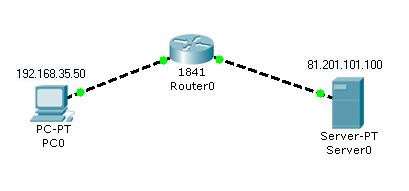 192.168.35.50
PC-PT
PC0
1841
Router0
81.201.101.100
Server-PT
Server0